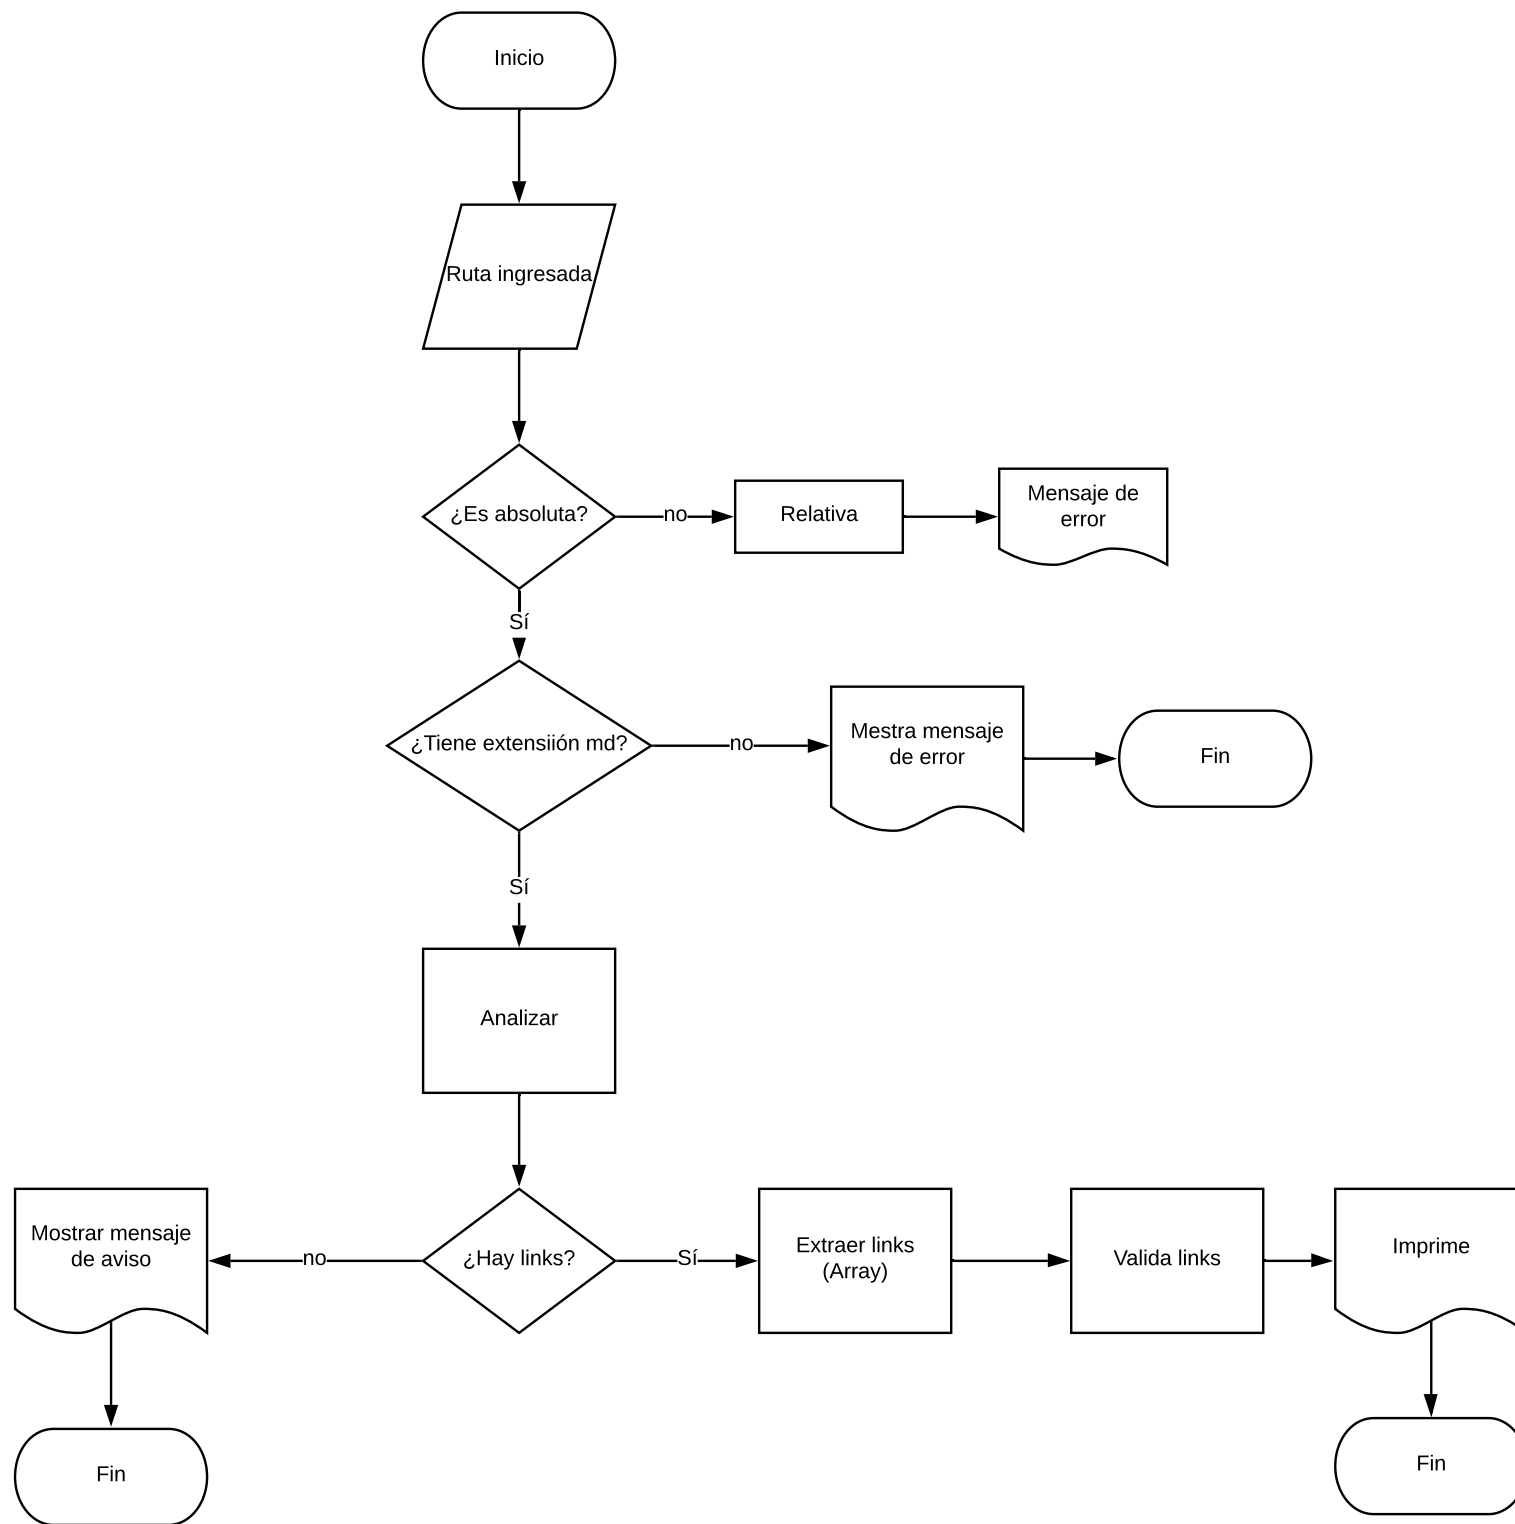 Inicio
Ruta ingresada
¿Es absoluta?
no
Relativa
Mensaje de
error
Sí
¿Tiene extensiión md?
no
Mestra mensaje
de error
Fin
Sí
Analizar
Mostrar mensaje
de aviso
no
¿Hay links?
Sí
Extraer links
(Array)
Valida links
Imprime
Fin
Fin